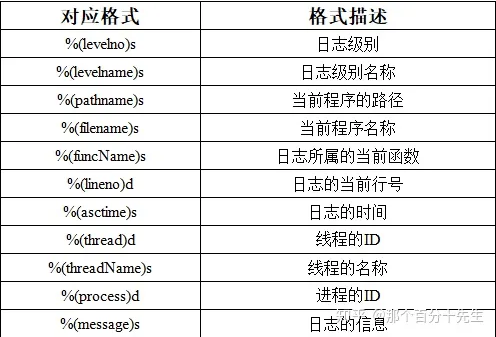 对应格式 格式描述
%(levelno)s 日志级别
%(levelname)s 日志级别名称
%(pathname)s 当前程序的路径
%(filename)s 当前程序名称
%(funcName)s 日志所属的当前函数
%(lineno)d 日志的当前行号
%(asctime)s 日志的时间
%(thread)d 线程的ID
%(threadName)s 线程的名称
%(process)d 进程的ID
%(message)s 日志的信息
知乎 @那个百分十先生